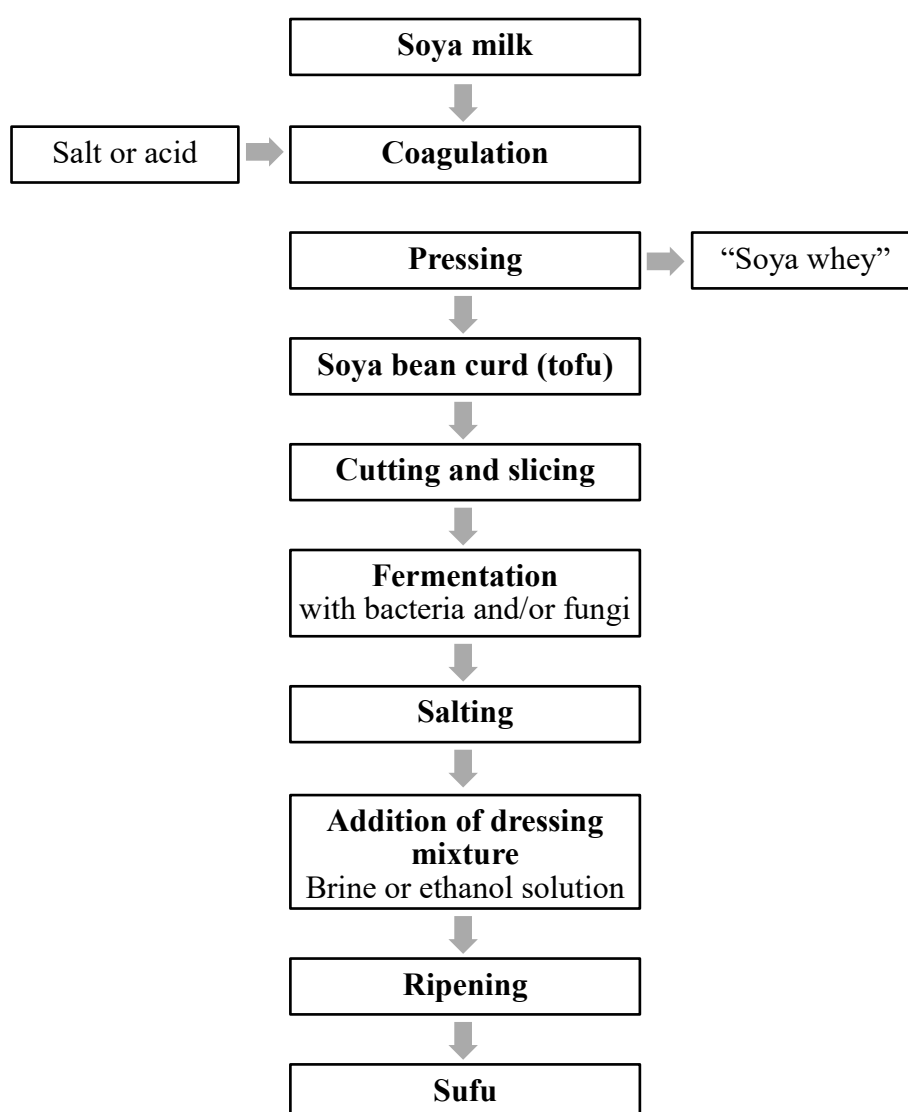 Soya milk
Salt or acid
Coagulation
Pressing
“Soya whey”
Soya bean curd (tofu)
Cutting and slicing
Fermentation
with bacteria and/or fungi
Salting
Addition of dressing
mixture
Brine or ethanol solution
Ripening
Sufu